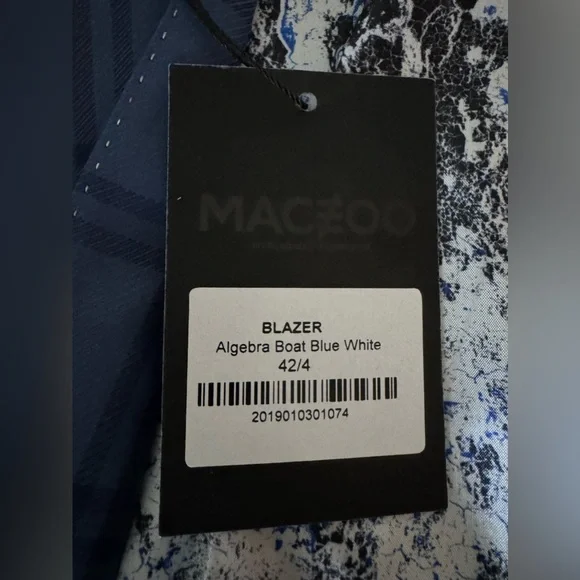 MACEOO
BLAZER
Algebra Boat Blue White
42/4
2019010301074